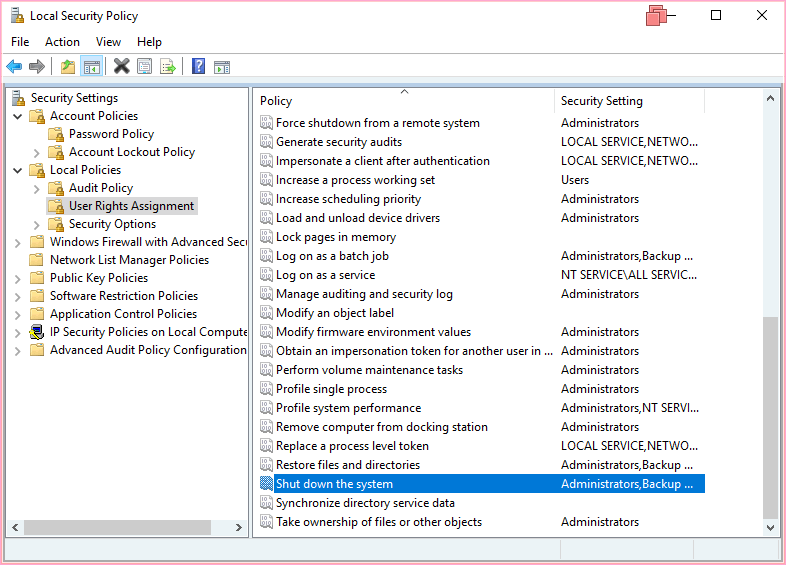 Local Security Policy
File Action View Help
Security Settings
Account Policies
Password Policy
Account Lockout Policy
Local Policies
Audit Policy
User Rights Assignment
Security Options
Windows Firewall with Advanced Secu
Network List Manager Policies
Public Key Policies
Software Restriction Policies
Application Control Policies
IP Security Policies on Local Compute
Advanced Audit Policy Configuration
Policy Security Setting
Force shutdown from a remote system Administrators
Generate security audits LOCAL SERVICE,NETWO...
Impersonate a client after authentication LOCAL SERVICE,NETWO...
Increase a process working set Users
Increase scheduling priority Administrators
Load and unload device drivers Administrators
Lock pages in memory
Log on as a batch job Administrators,Backup ...
Log on as a service NT SERVICE\ALL SERVIC...
Manage auditing and security log Administrators
Modify an object label
Modify firmware environment values Administrators
Obtain an impersonation token for another user in ... Administrators
Perform volume maintenance tasks Administrators
Profile single process Administrators
Profile system performance Administrators,NT SERVI...
Remove computer from docking station Administrators
Replace a process level token LOCAL SERVICE,NETWO...
Restore files and directories Administrators,Backup ...
Shut down the system Administrators,Backup ...
Synchronize directory service data
Take ownership of files or other objects Administrators